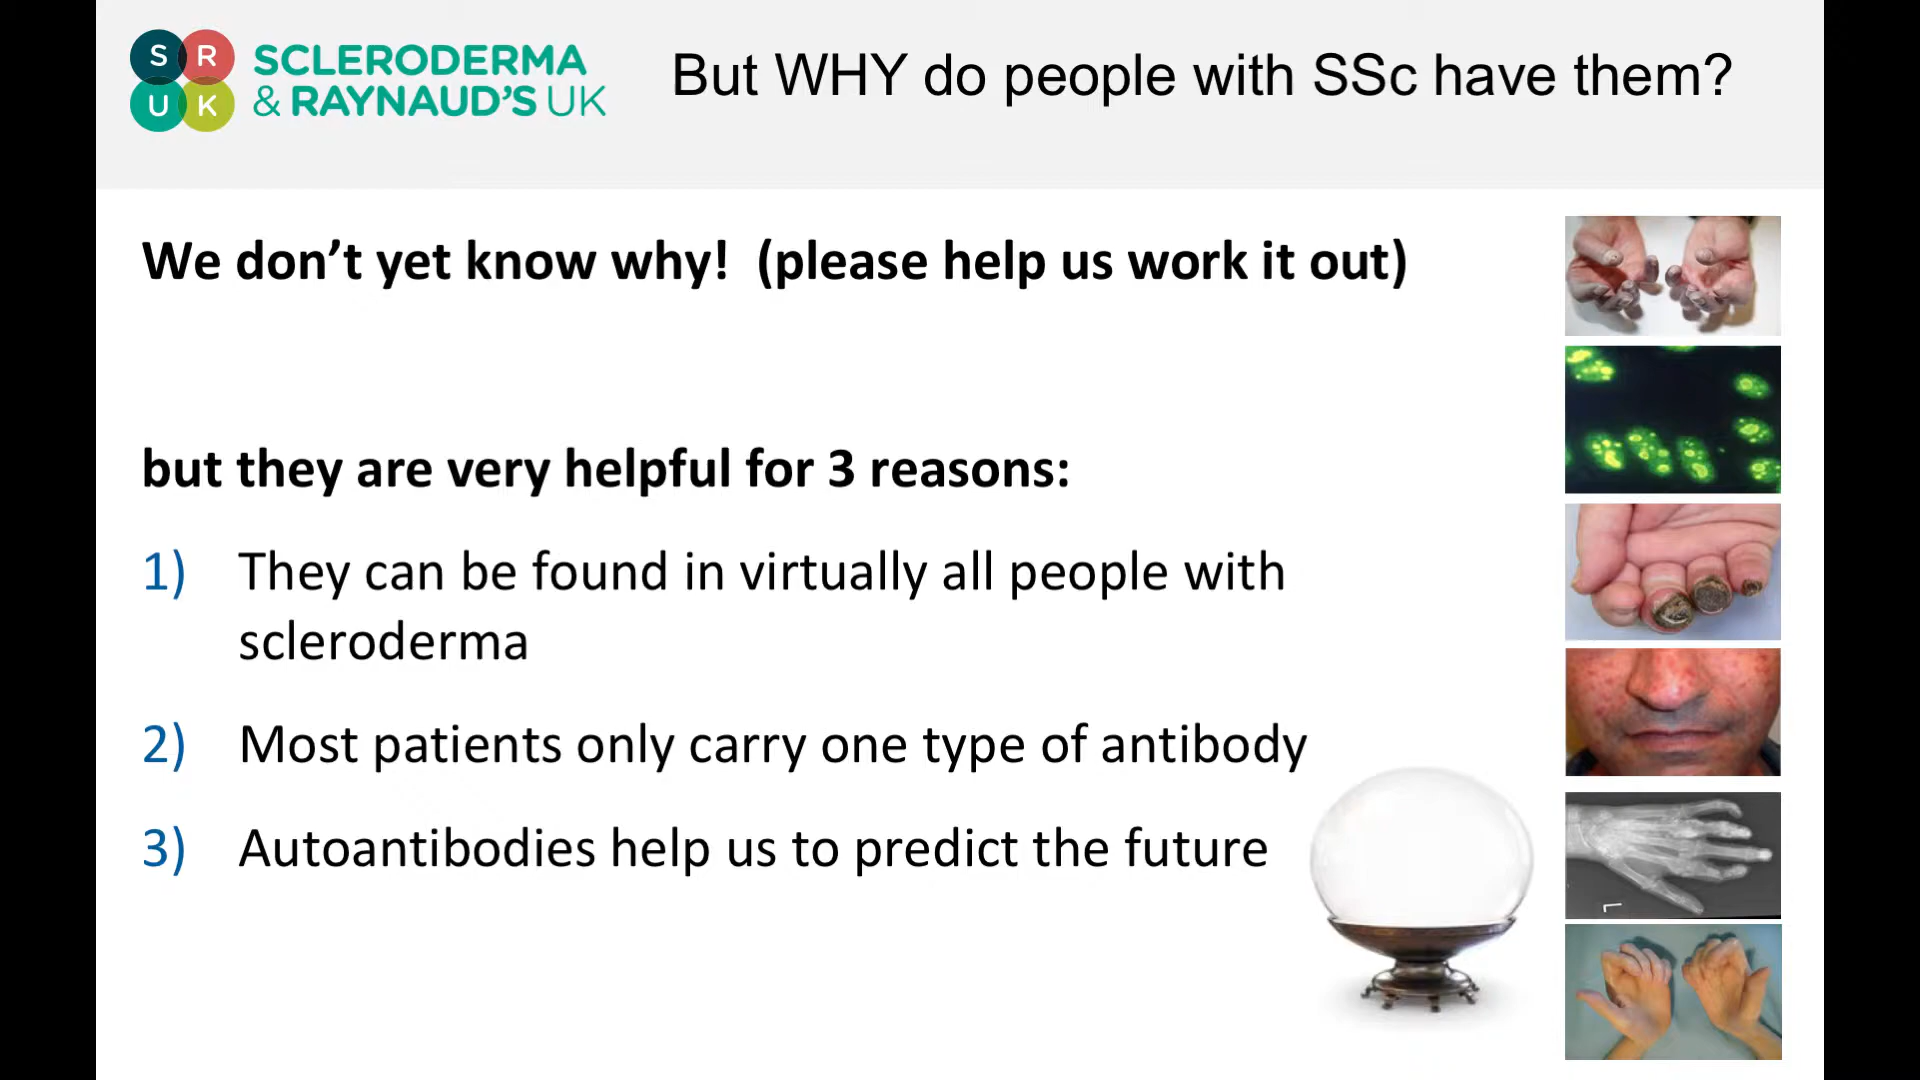 S R
U K
SCLERODERMA
& RAYNAUD'S UK
But WHY do people with SSc have them?
We don’t yet know why!  (please help us work it out)
but they are very helpful for 3 reasons:
1) They can be found in virtually all people with
scleroderma
2) Most patients only carry one type of antibody
3) Autoantibodies help us to predict the future
L